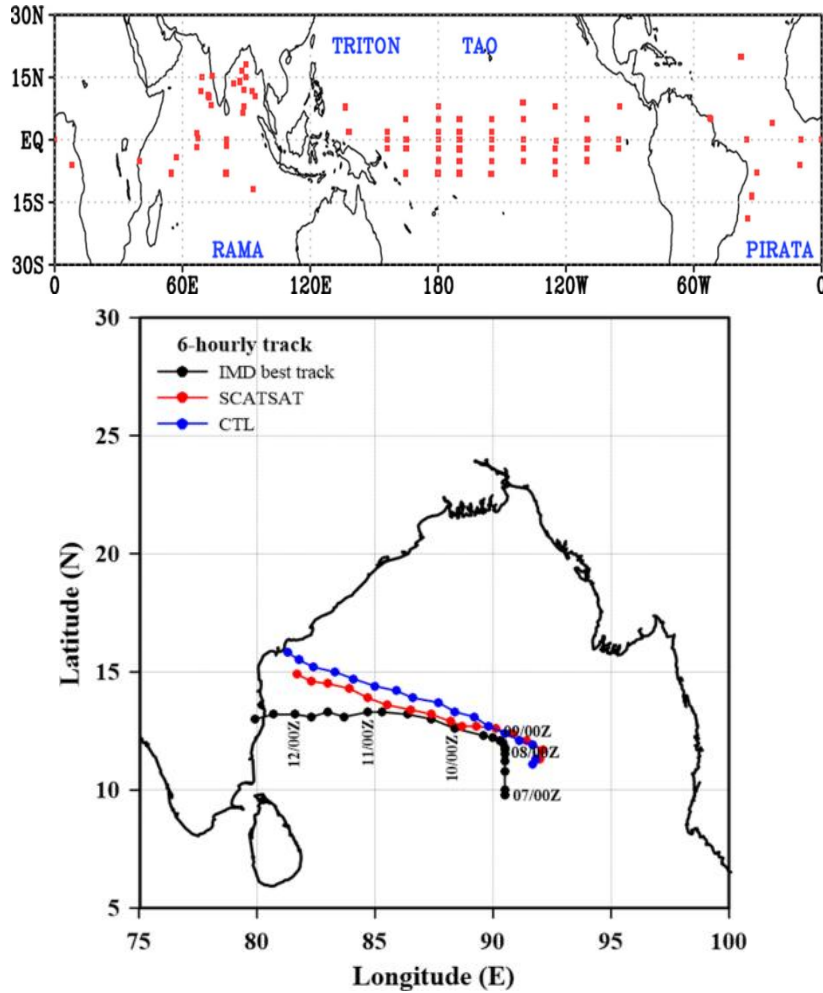 30N
TRITON TAO
15N
EQ
15S
RAMA PIRATA
30S
0 60E 120E 180 120W 60W 0
30
6-hourly track
IMD best track
SCATSAT
CTL
25
20
Latitude (N)
15
09/00Z
08/00Z
12/00Z 11/00Z 10/00Z
10
07/00Z
5
75 80 85 90 95 100
Longitude (E)